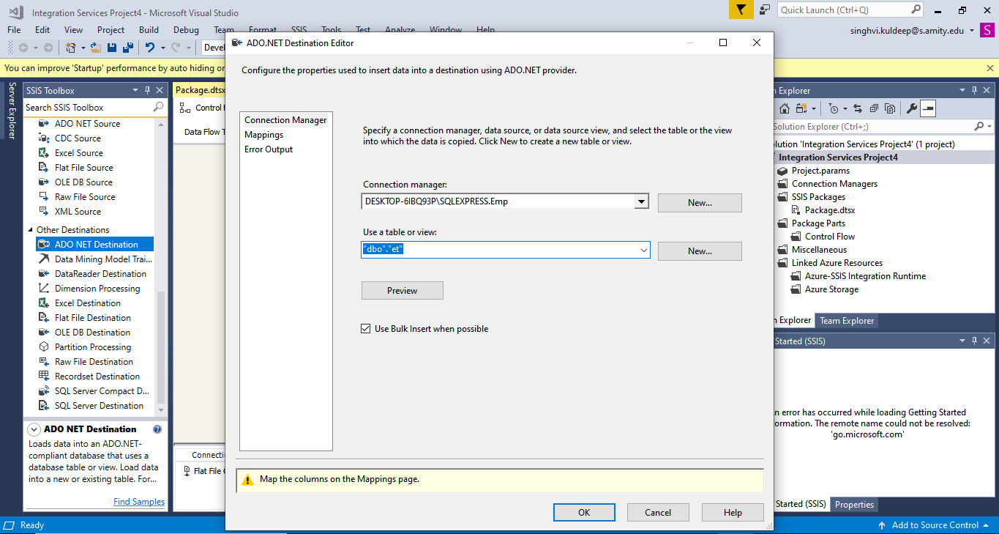 Integration Services Project4 - Microsoft Visual Studio
Quick Launch (Ctrl+Q)
File Edit View Project Build Debug Team Format SSIS Tools Test Analyze Window Help
singhvi.kuldeep@s.amity.edu
S
Devel
You can improve 'Startup' performance by auto hiding or
Server Explorer
SSIS Toolbox
Search SSIS Toolbox
ADO NET Source
CDC Source
Excel Source
Flat File Source
OLE DB Source
Raw File Source
XML Source
Other Destinations
ADO NET Destination
Data Mining Model Trai...
DataReader Destination
Dimension Processing
Excel Destination
Flat File Destination
OLE DB Destination
Partition Processing
Raw File Destination
Recordset Destination
SQL Server Compact D...
SQL Server Destination
ADO NET Destination
Loads data into an ADO.NET-
compliant database that uses a
database table or view. Load data
into a new or existing table. For...
Find Samples
Package.dtsx
Control F
Data Flow T
Connecti
Flat File C
ADO.NET Destination Editor
Configure the properties used to insert data into a destination using ADO.NET provider.
Connection Manager
Mappings
Error Output
Specify a connection manager, data source, or data source view, and select the table or the view
into which the data is copied. Click New to create a new table or view.
Connection manager:
DESKTOP-6IBQ93P\SQLEXPRESS.Emp
New...
Use a table or view:
"dbo"."et"
New...
Preview
Use Bulk Insert when possible
Map the columns on the Mappings page.
OK Cancel Help
n Explorer
Solution Explorer (Ctrl+;)
olution 'Integration Services Project4' (1 project)
Integration Services Project4
Project.params
Connection Managers
SSIS Packages
Package.dtsx
Package Parts
Control Flow
Miscellaneous
Linked Azure Resources
Azure-SSIS Integration Runtime
Azure Storage
n Explorer Team Explorer
Started (SSIS)
n error has occurred while loading Getting Started
ormation. The remote name could not be resolved:
'go.microsoft.com'
Started (SSIS) Properties
Ready
Add to Source Control